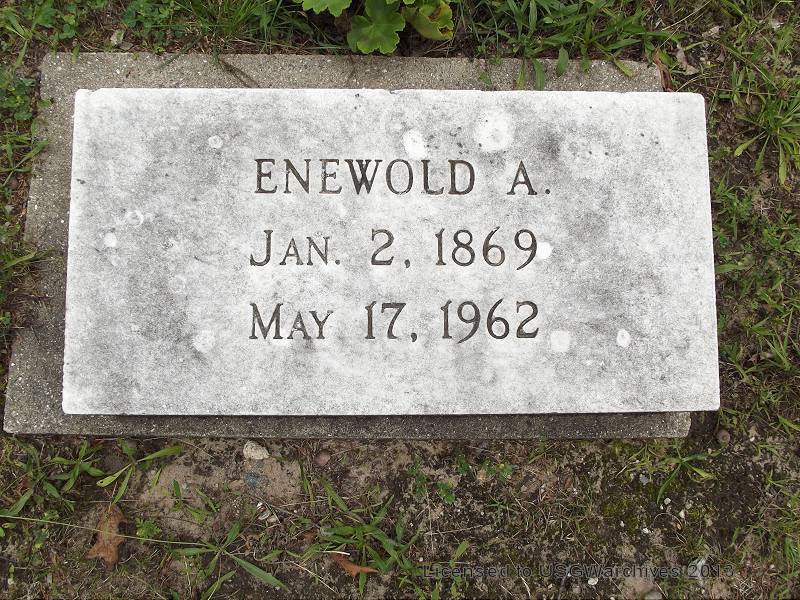 ENEWOLD A.
JAN. 2, 1869
MAY 17, 1962
Licensed to USGWarchives 2013